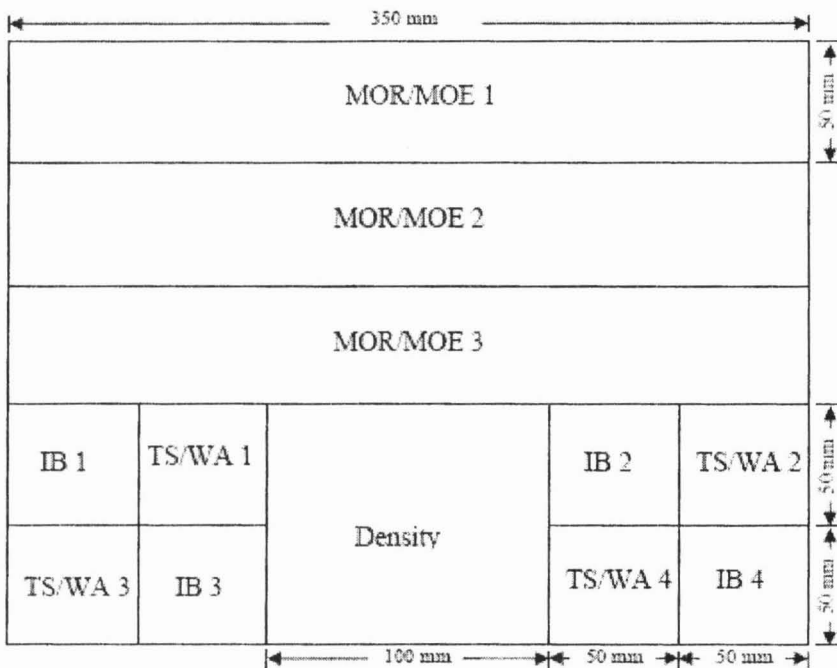 350 mm
MOR/MOE 1
50 mm
MOR/MOE 2
MOR/MOE 3
IB 1
TS/WA 1
IB 2
TS/WA 2
50 mm
Density
TS/WA 3
IB 3
TS/WA 4
IB 4
50 mm
100 mm
50 mm
50 mm